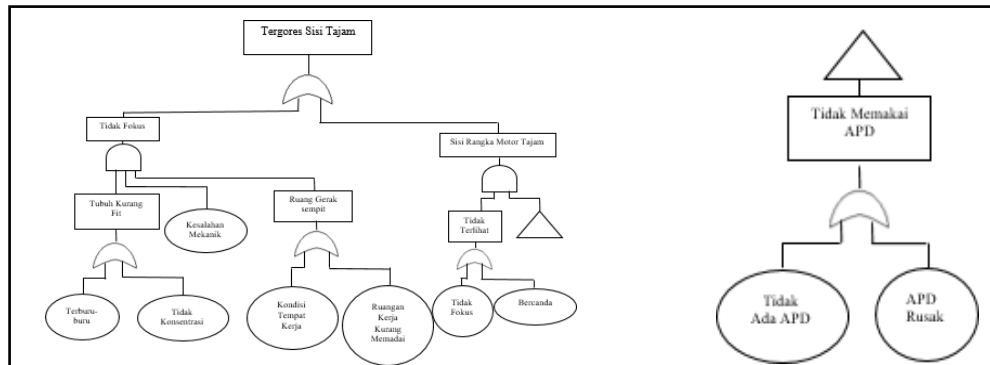 Tergores Sisi Tajam
Tidak Fokus
Sisi Rangka Motor Tajam
Tubuh Kurang
Fit
Kesalahan
Mekanik
Ruang Gerak
sempit
Tidak
Terlihat
Terburu-
buru
Tidak
Konsentrasi
Kondisi
Tempat
Kerja
Ruangan
Kerja
Kurang
Memadai
Tidak
Fokus
Bercanda
Tidak Memakai
APD
Tidak
Ada APD
APD
Rusak